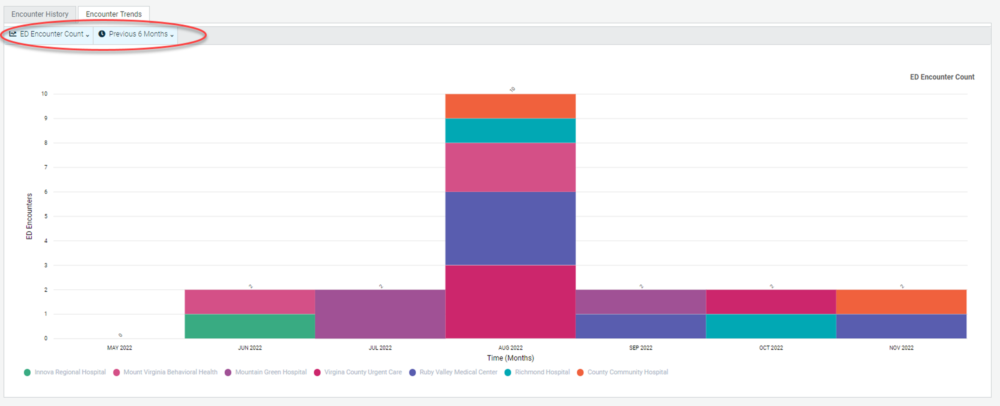 Encounter History Encounter Trends
ED Encounter Count Previous 6 Months
ED Encounter Count
10
10
9
8
7
6
5
4
3
2
1
0
ED Encounters
0
2
2
2
2
2
MAY 2022 JUN 2022 JUL 2022 AUG 2022 SEP 2022 OCT 2022 NOV 2022
Time (Months)
Innova Regional Hospital Mount Virginia Behavioral Health Mountain Green Hospital Virgina County Urgent Care Ruby Valley Medical Center Richmond Hospital County Community Hospital